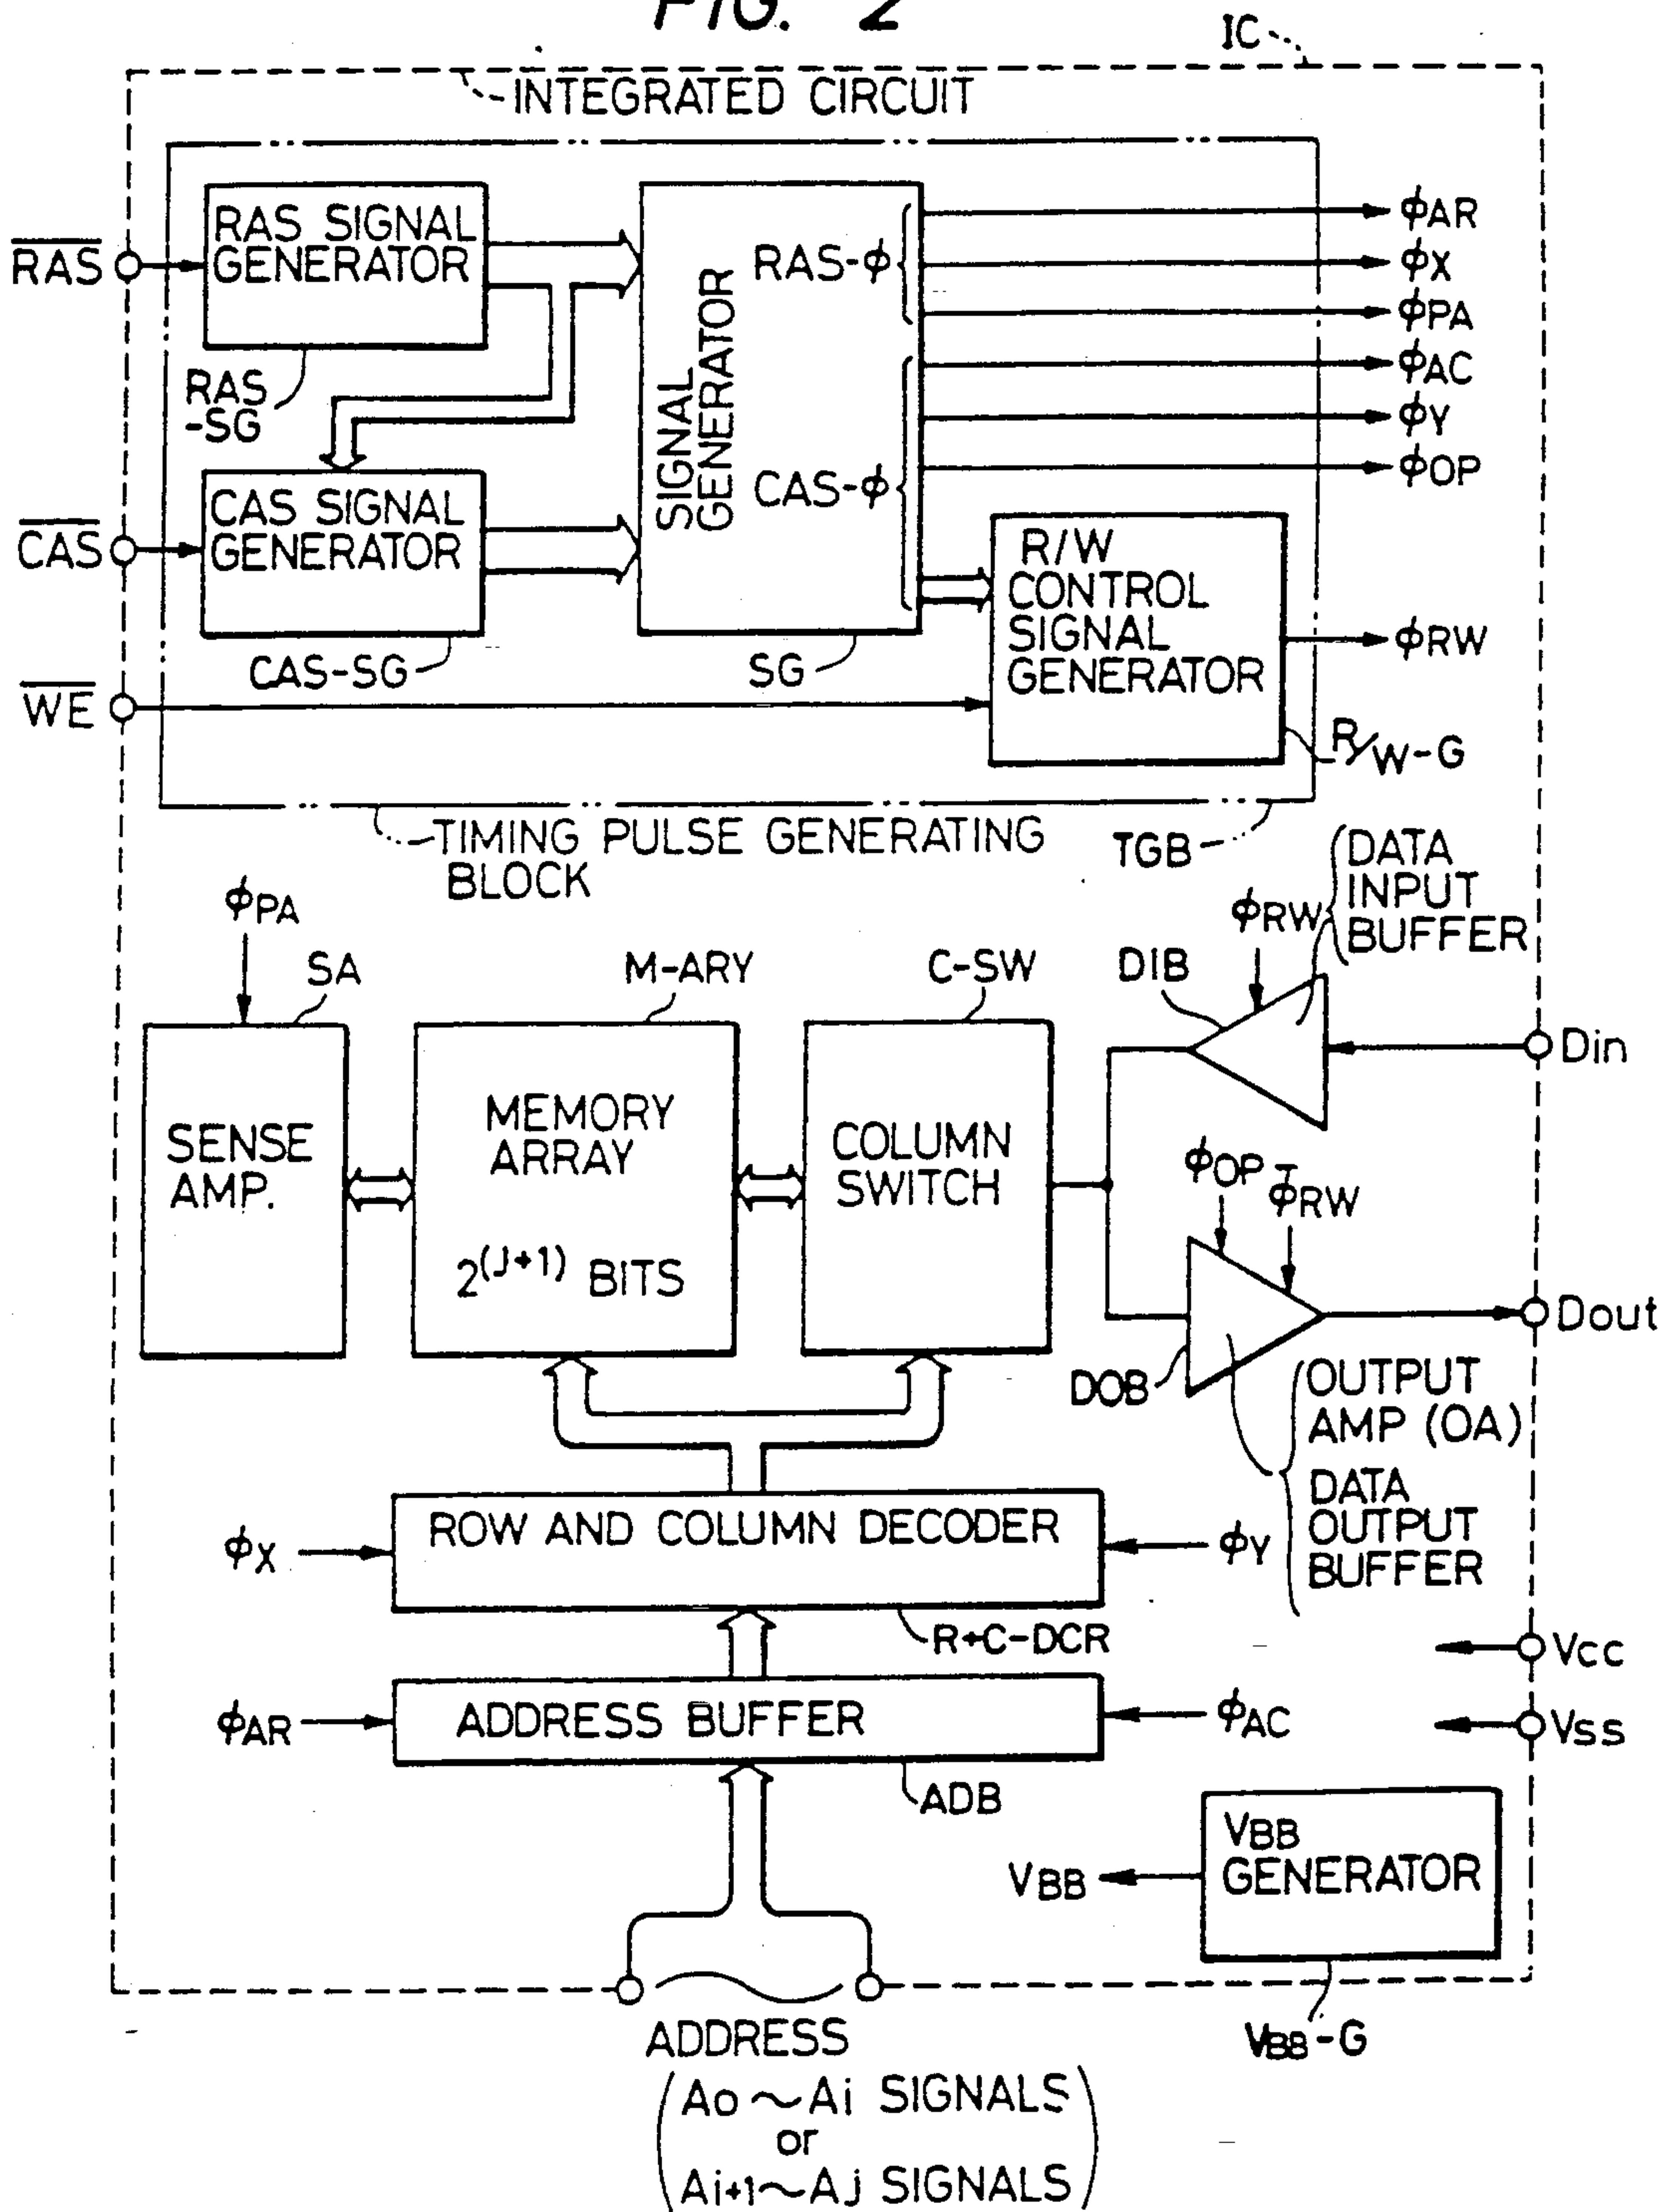 FIG. 2
IC
INTEGRATED CIRCUIT
RAS SIGNAL
GENERATOR
R̅A̅S̅
RAS
-SG
CAS SIGNAL
GENERATOR
C̅A̅S̅
CAS-SG
W̅E̅
SIGNAL
GENERATOR
RAS-ϕ
CAS-ϕ
SG
ϕAR
ϕX
ϕPA
ϕAC
ϕY
ϕOP
R/W
CONTROL
SIGNAL
GENERATOR
ϕRW
R/W-G
TIMING PULSE GENERATING
BLOCK
TGB
ϕPA
SA
M-ARY
C-SW
DIB
ϕRW
DATA
INPUT
BUFFER
SENSE
AMP.
MEMORY
ARRAY
2(J+1) BITS
COLUMN
SWITCH
Din
ϕOP
ϕ̅RW
Dout
DOB
OUTPUT
AMP (OA)
DATA
OUTPUT
BUFFER
ϕX
ROW AND COLUMN DECODER
ϕY
R+C-DCR
Vcc
ϕAR
ADDRESS BUFFER
ϕAC
Vss
ADB
VBB
GENERATOR
VBB
VBB-G
ADDRESS
(Ao~Ai SIGNALS
or
Ai+1~Aj SIGNALS)